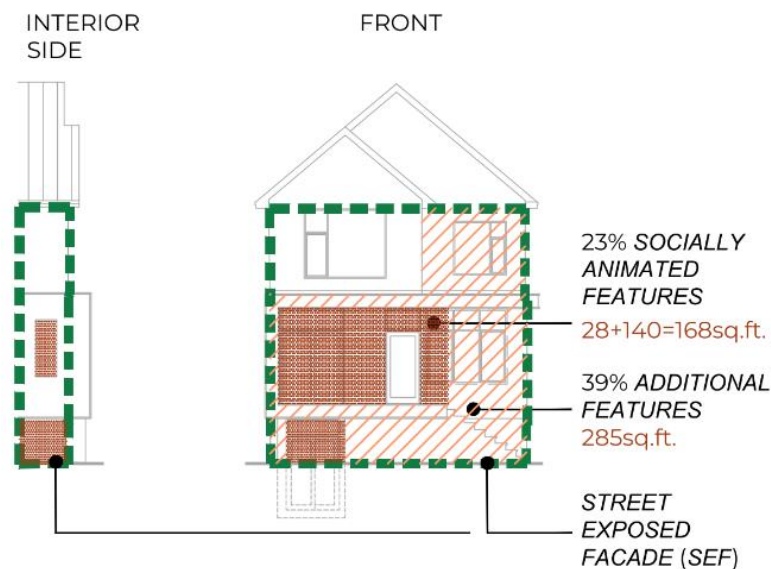 INTERIOR
SIDE
FRONT
23% SOCIALLY
ANIMATED
FEATURES
28+140=168sq.ft.
39% ADDITIONAL
FEATURES
285sq.ft.
STREET
EXPOSED
FACADE (SEF)